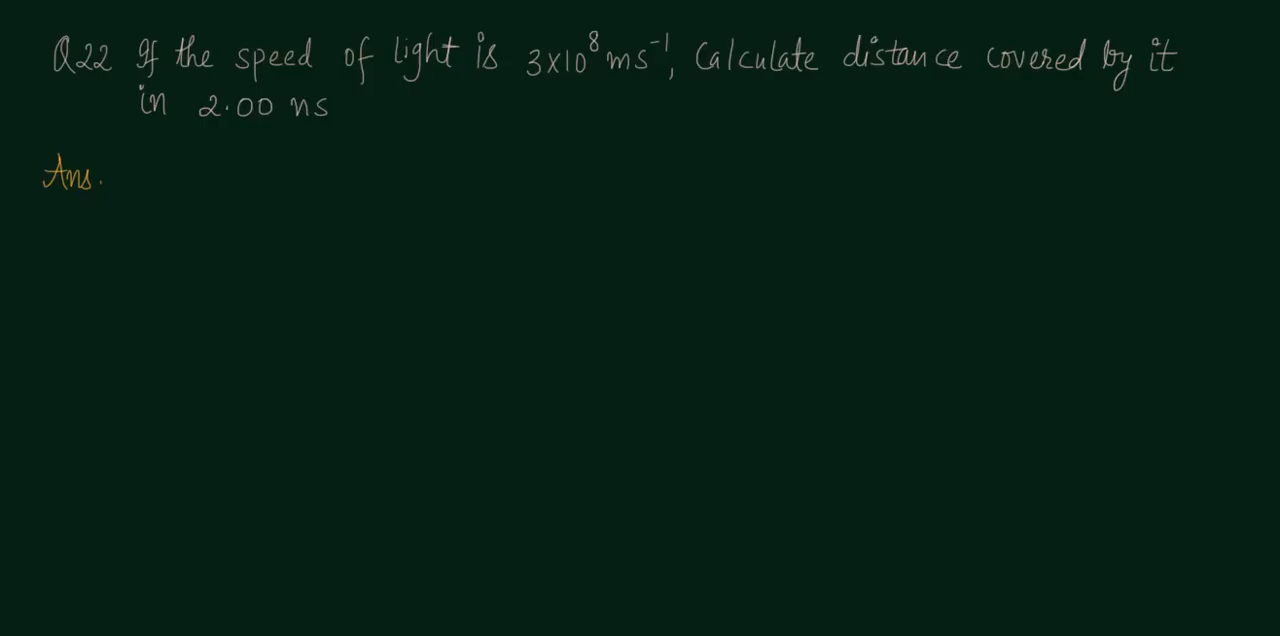 Q22 If the speed of light is 3×10⁸ ms⁻¹, Calculate distance covered by it
in 2.00 ns
Ans.